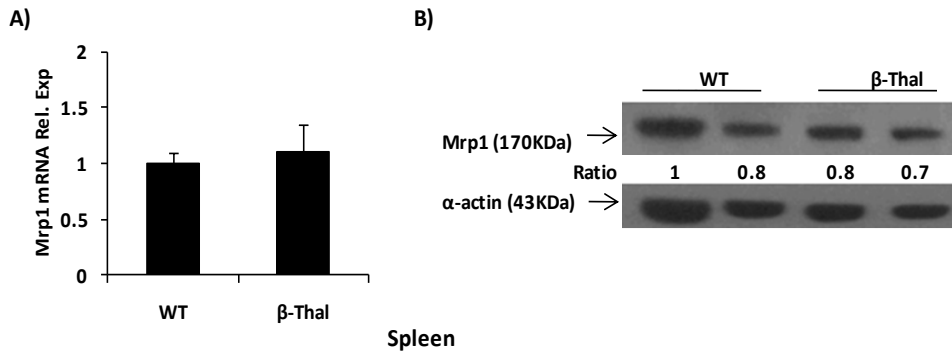 A)
Mrp1 mRNA Rel. Exp
2
1.5
1
0.5
0
WT
β-Thal
B)
WT
β-Thal
Mrp1 (170KDa)
Ratio
1
0.8
0.8
0.7
α-actin (43KDa)
Spleen